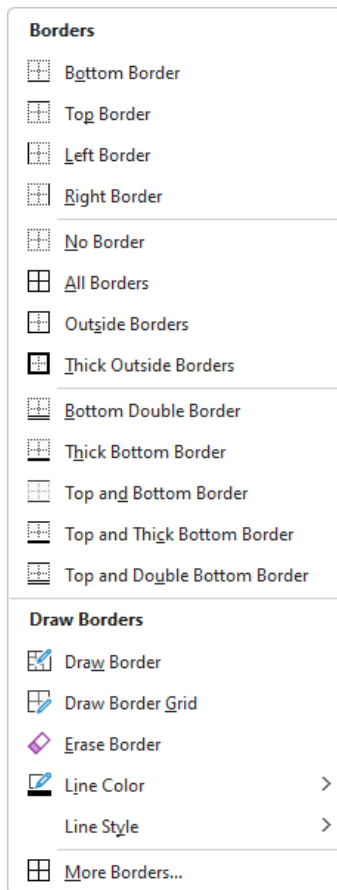 Borders
Bottom Border
Top Border
Left Border
Right Border
No Border
All Borders
Outside Borders
Thick Outside Borders
Bottom Double Border
Thick Bottom Border
Top and Bottom Border
Top and Thick Bottom Border
Top and Double Bottom Border
Draw Borders
Draw Border
Draw Border Grid
Erase Border
Line Color
Line Style
More Borders...